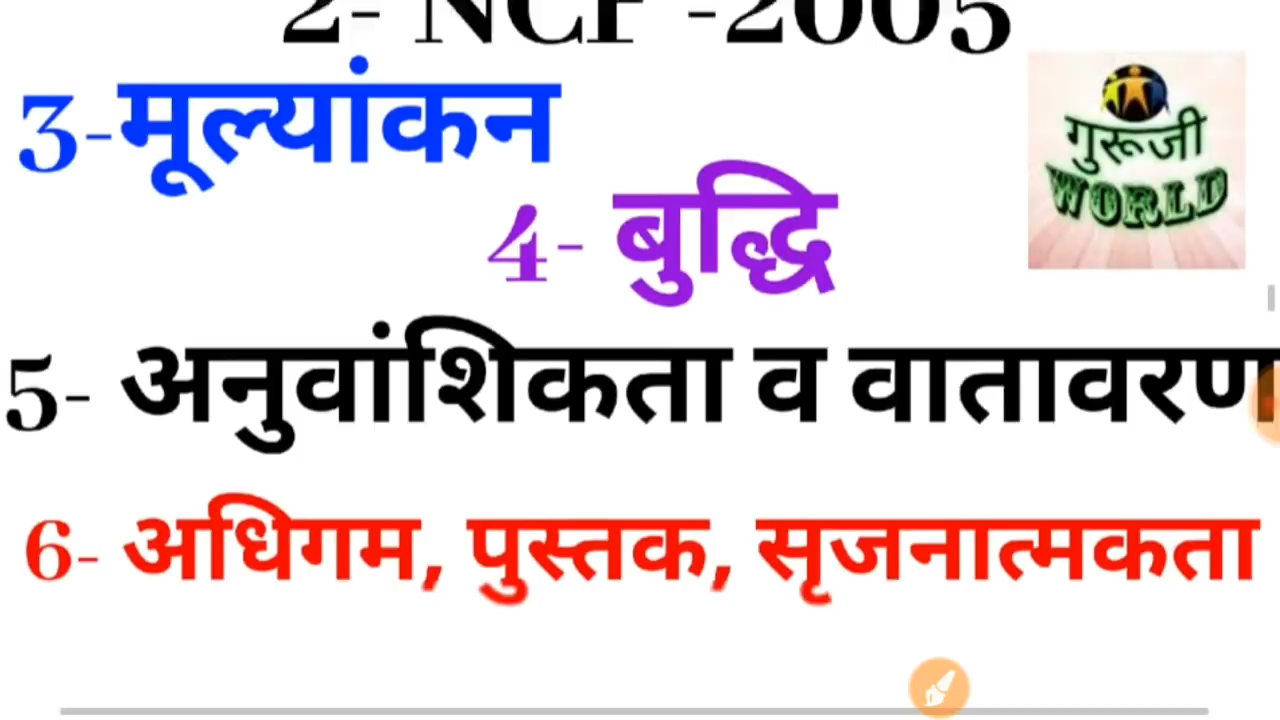 2- NCF -2005
3-मूल्यांकन
गुरूजी
WORLD
4- बुद्धि
5- अनुवांशिकता व वातावरण
6- अधिगम, पुस्तक, सृजनात्मकता